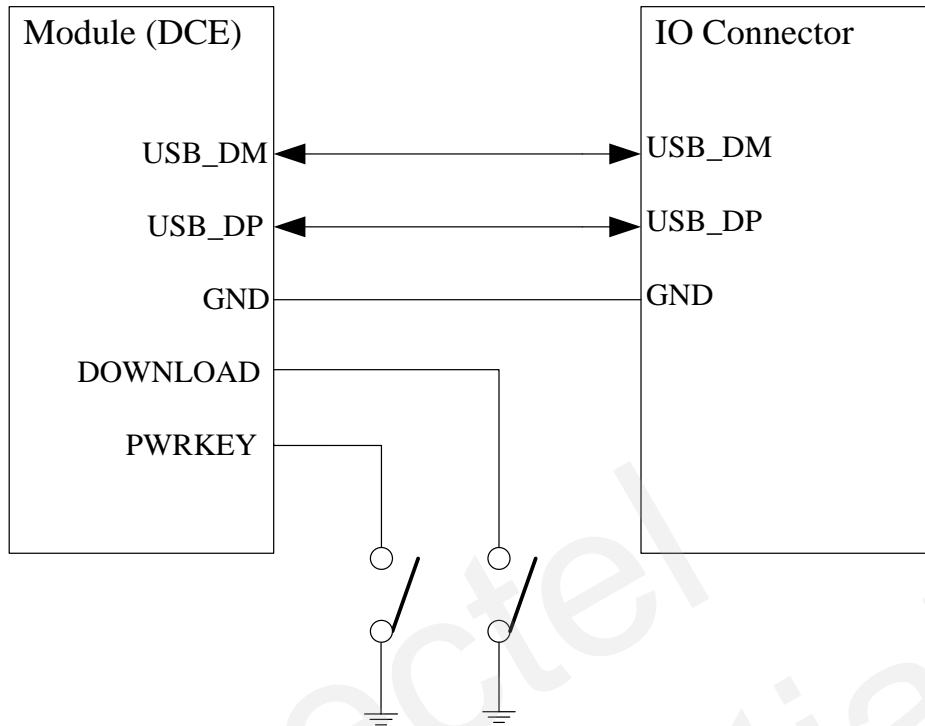 Module (DCE)
USB_DM
USB_DP
GND
DOWNLOAD
PWRKEY
IO Connector
USB_DM
USB_DP
GND